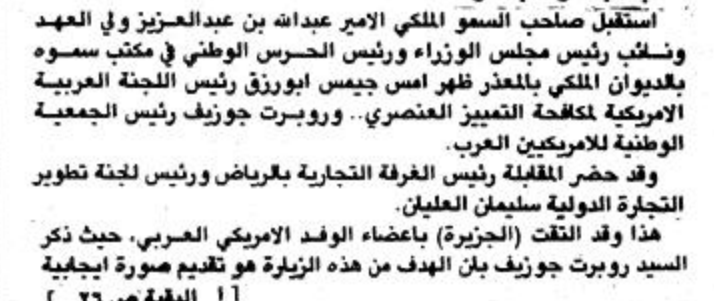 استقبل صاحب السمو الملكي الامير عبدالله بن عبدالعزيز ولي العهد
ونائب رئيس مجلس الوزراء ورئيس الحرس الوطني في مكتب سموه
بالديوان الملكي بالمعذر ظهر امس جيمس ابورزق رئيس اللجنة العربية
الامريكية لمكافحة التمييز العنصري.. وروبرت جوزيف رئيس الجمعية
الوطنية للامريكيين العرب.
وقد حضر المقابلة رئيس الغرفة التجارية بالرياض ورئيس لجنة تطوير
التجارة الدولية سليمان العليان.
هذا وقد التقت (الجزيرة) باعضاء الوفد الامريكي العربي، حيث ذكر
السيد روبرت جوزيف بان الهدف من هذه الزيارة هو تقديم صورة ايجابية
البقية ص ٢٦